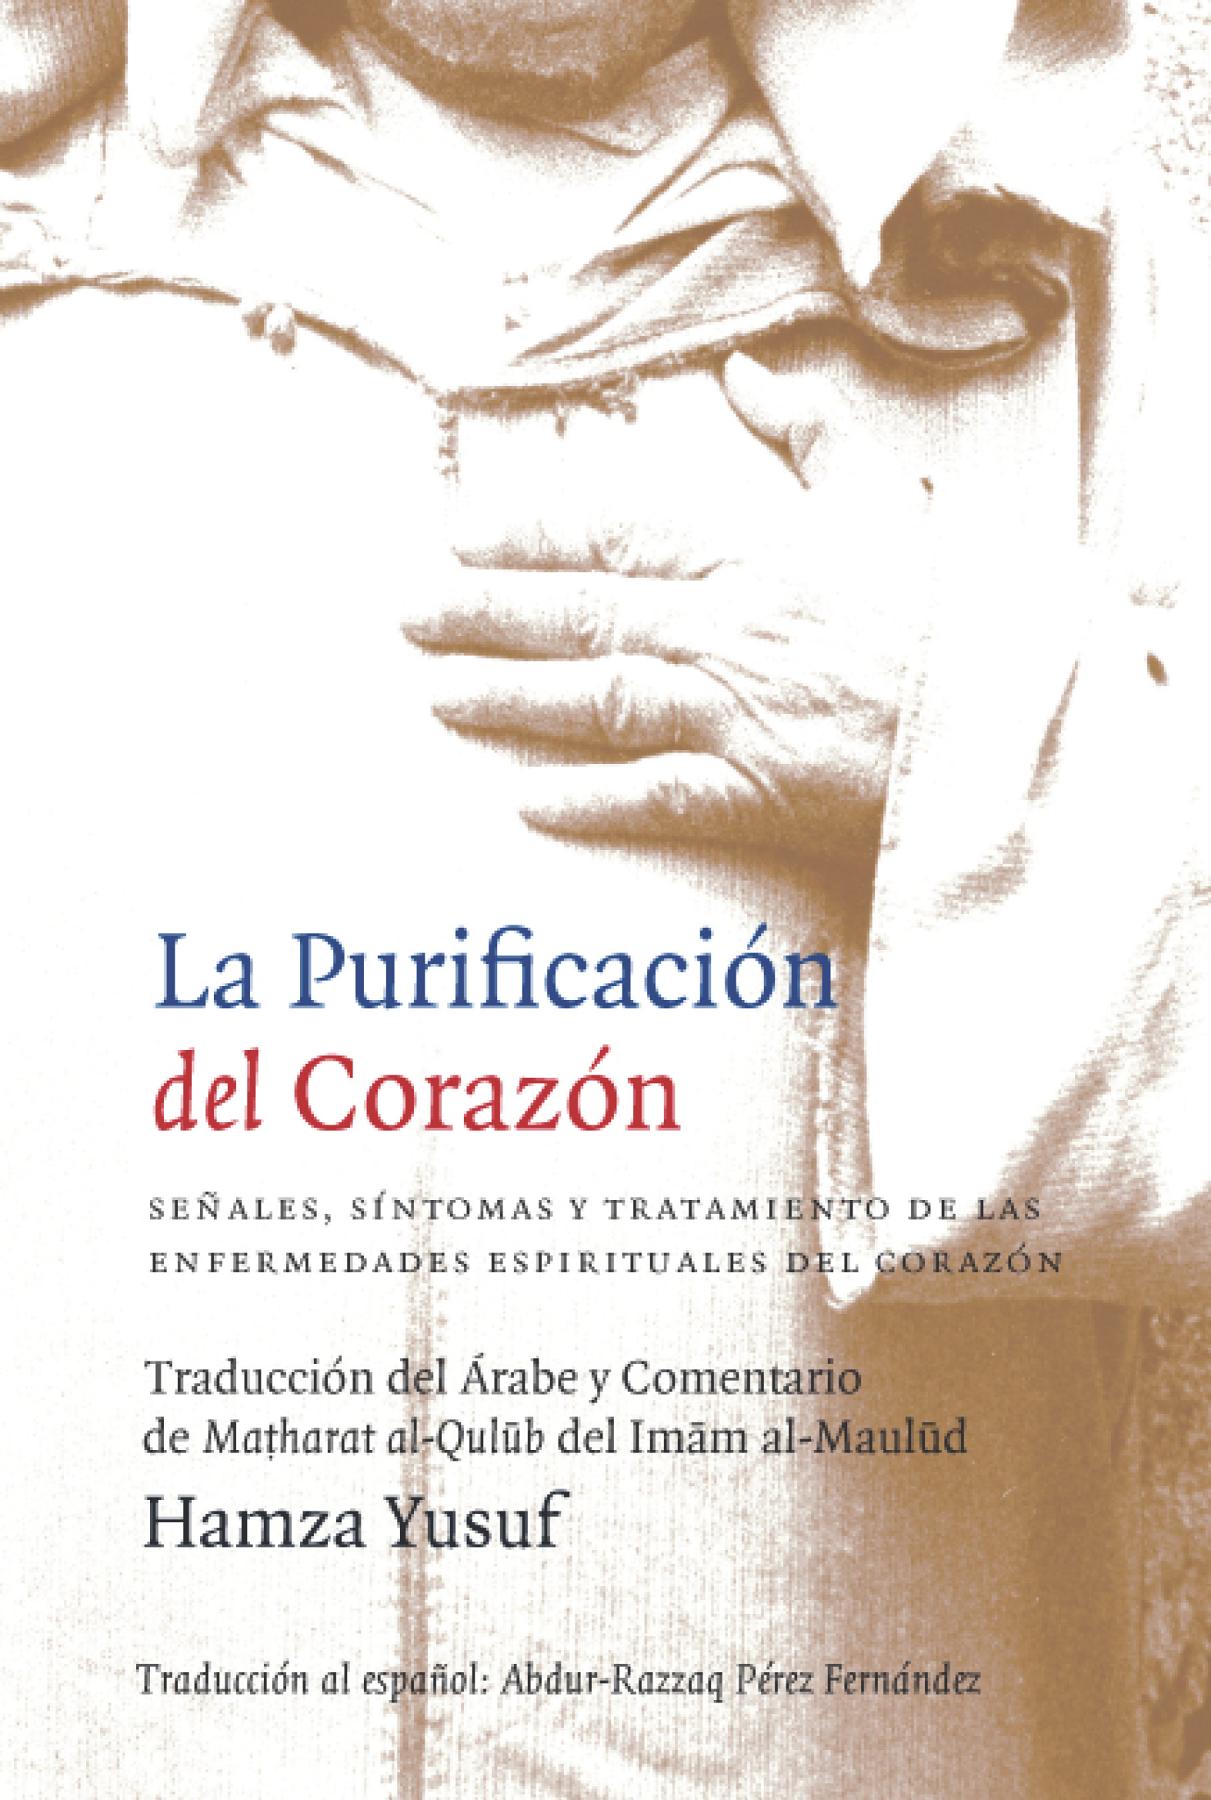 La Purificación
del Corazón
SEÑALES, SÍNTOMAS Y TRATAMIENTO DE LAS
ENFERMEDADES ESPIRITUALES DEL CORAZÓN
Traducción del Árabe y Comentario
de Maṭharat al-Qulūb del Imām al-Maulūd
Hamza Yusuf
Traducción al español: Abdur-Razzaq Pérez Fernández